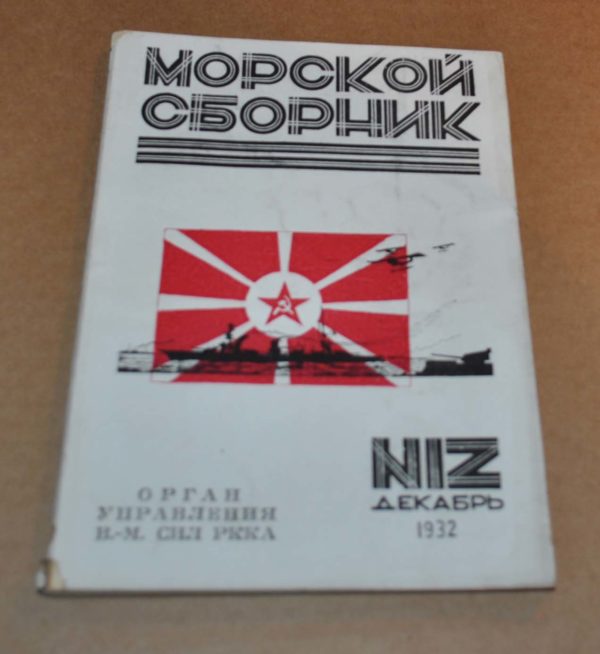 МОРСКОЙ
СБОРНИК
N12
ДЕКАБРЬ
1932
ОРГАН
УПРАВЛЕНИЯ
В.-М. СИЛ РККА